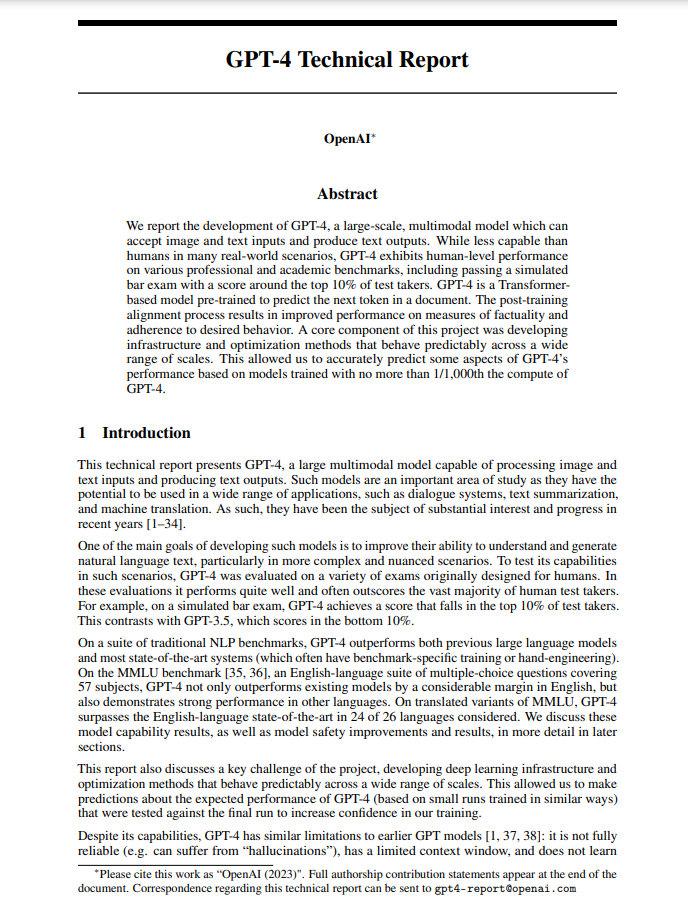 GPT-4 Technical Report
OpenAI*
Abstract
We report the development of GPT-4, a large-scale, multimodal model which can
accept image and text inputs and produce text outputs. While less capable than
humans in many real-world scenarios, GPT-4 exhibits human-level performance
on various professional and academic benchmarks, including passing a simulated
bar exam with a score around the top 10% of test takers. GPT-4 is a Transformer-
based model pre-trained to predict the next token in a document. The post-training
alignment process results in improved performance on measures of factuality and
adherence to desired behavior. A core component of this project was developing
infrastructure and optimization methods that behave predictably across a wide
range of scales. This allowed us to accurately predict some aspects of GPT-4's
performance based on models trained with no more than 1/1,000th the compute of
GPT-4.
1 Introduction
This technical report presents GPT-4, a large multimodal model capable of processing image and
text inputs and producing text outputs. Such models are an important area of study as they have the
potential to be used in a wide range of applications, such as dialogue systems, text summarization,
and machine translation. As such, they have been the subject of substantial interest and progress in
recent years [1–34].
One of the main goals of developing such models is to improve their ability to understand and generate
natural language text, particularly in more complex and nuanced scenarios. To test its capabilities
in such scenarios, GPT-4 was evaluated on a variety of exams originally designed for humans. In
these evaluations it performs quite well and often outscores the vast majority of human test takers.
For example, on a simulated bar exam, GPT-4 achieves a score that falls in the top 10% of test takers.
This contrasts with GPT-3.5, which scores in the bottom 10%.
On a suite of traditional NLP benchmarks, GPT-4 outperforms both previous large language models
and most state-of-the-art systems (which often have benchmark-specific training or hand-engineering).
On the MMLU benchmark [35, 36], an English-language suite of multiple-choice questions covering
57 subjects, GPT-4 not only outperforms existing models by a considerable margin in English, but
also demonstrates strong performance in other languages. On translated variants of MMLU, GPT-4
surpasses the English-language state-of-the-art in 24 of 26 languages considered. We discuss these
model capability results, as well as model safety improvements and results, in more detail in later
sections.
This report also discusses a key challenge of the project, developing deep learning infrastructure and
optimization methods that behave predictably across a wide range of scales. This allowed us to make
predictions about the expected performance of GPT-4 (based on small runs trained in similar ways)
that were tested against the final run to increase confidence in our training.
Despite its capabilities, GPT-4 has similar limitations to earlier GPT models [1, 37, 38]: it is not fully
reliable (e.g. can suffer from “hallucinations”), has a limited context window, and does not learn
*Please cite this work as “OpenAI (2023)". Full authorship contribution statements appear at the end of the
document. Correspondence regarding this technical report can be sent to gpt4-report@openai.com